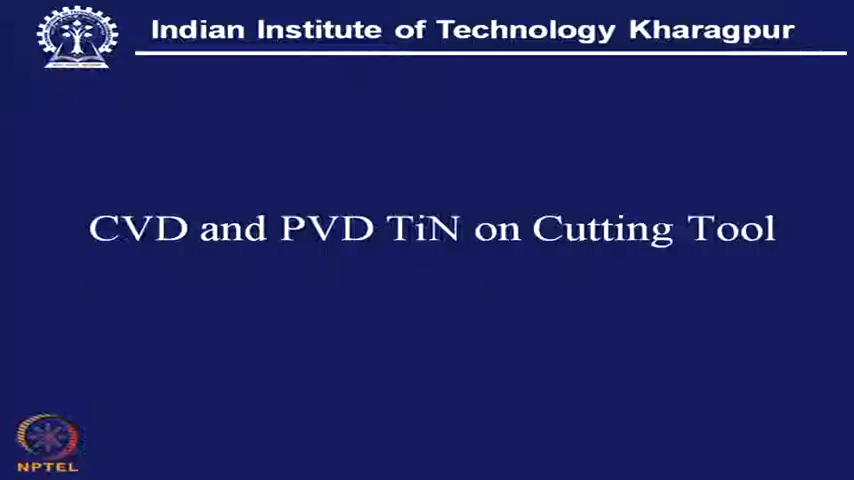 Indian Institute of Technology Kharagpur
CVD and PVD TiN on Cutting Tool
NPTEL